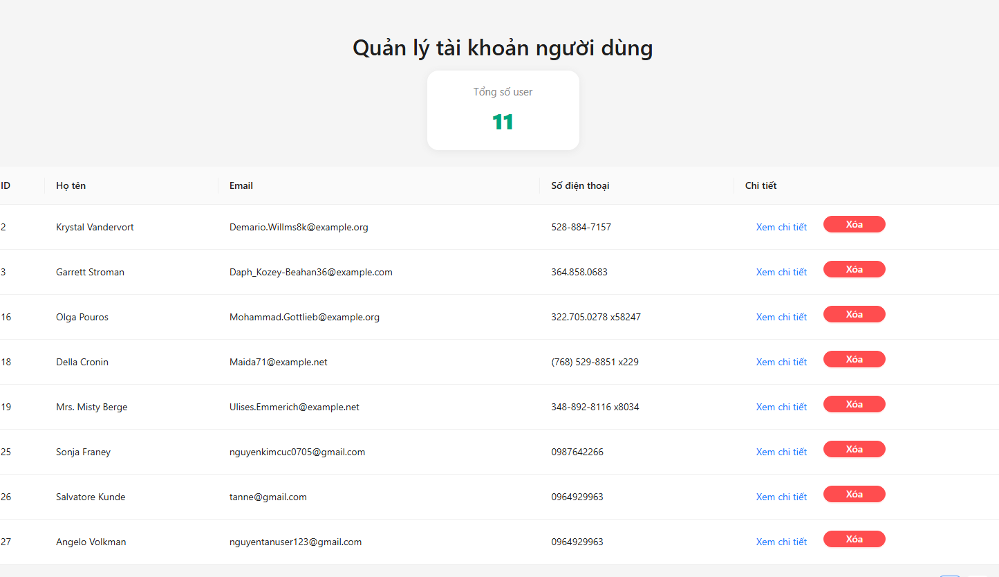 Quản lý tài khoản người dùng
Tổng số user
11
ID Họ tên Email Số điện thoại Chi tiết
2 Krystal Vandervort Demario.Willms8k@example.org 528-884-7157 Xem chi tiết Xóa
3 Garrett Stroman Daph_Kozey-Beahan36@example.com 364.858.0683 Xem chi tiết Xóa
16 Olga Pouros Mohammad.Gottlieb@example.org 322.705.0278 x58247 Xem chi tiết Xóa
18 Della Cronin Maida71@example.net (768) 529-8851 x229 Xem chi tiết Xóa
19 Mrs. Misty Berge Ulises.Emmerich@example.net 348-892-8116 x8034 Xem chi tiết Xóa
25 Sonja Franey nguyenkimcuc0705@gmail.com 0987642266 Xem chi tiết Xóa
26 Salvatore Kunde tanne@gmail.com 0964929963 Xem chi tiết Xóa
27 Angelo Volkman nguyentanuser123@gmail.com 0964929963 Xem chi tiết Xóa